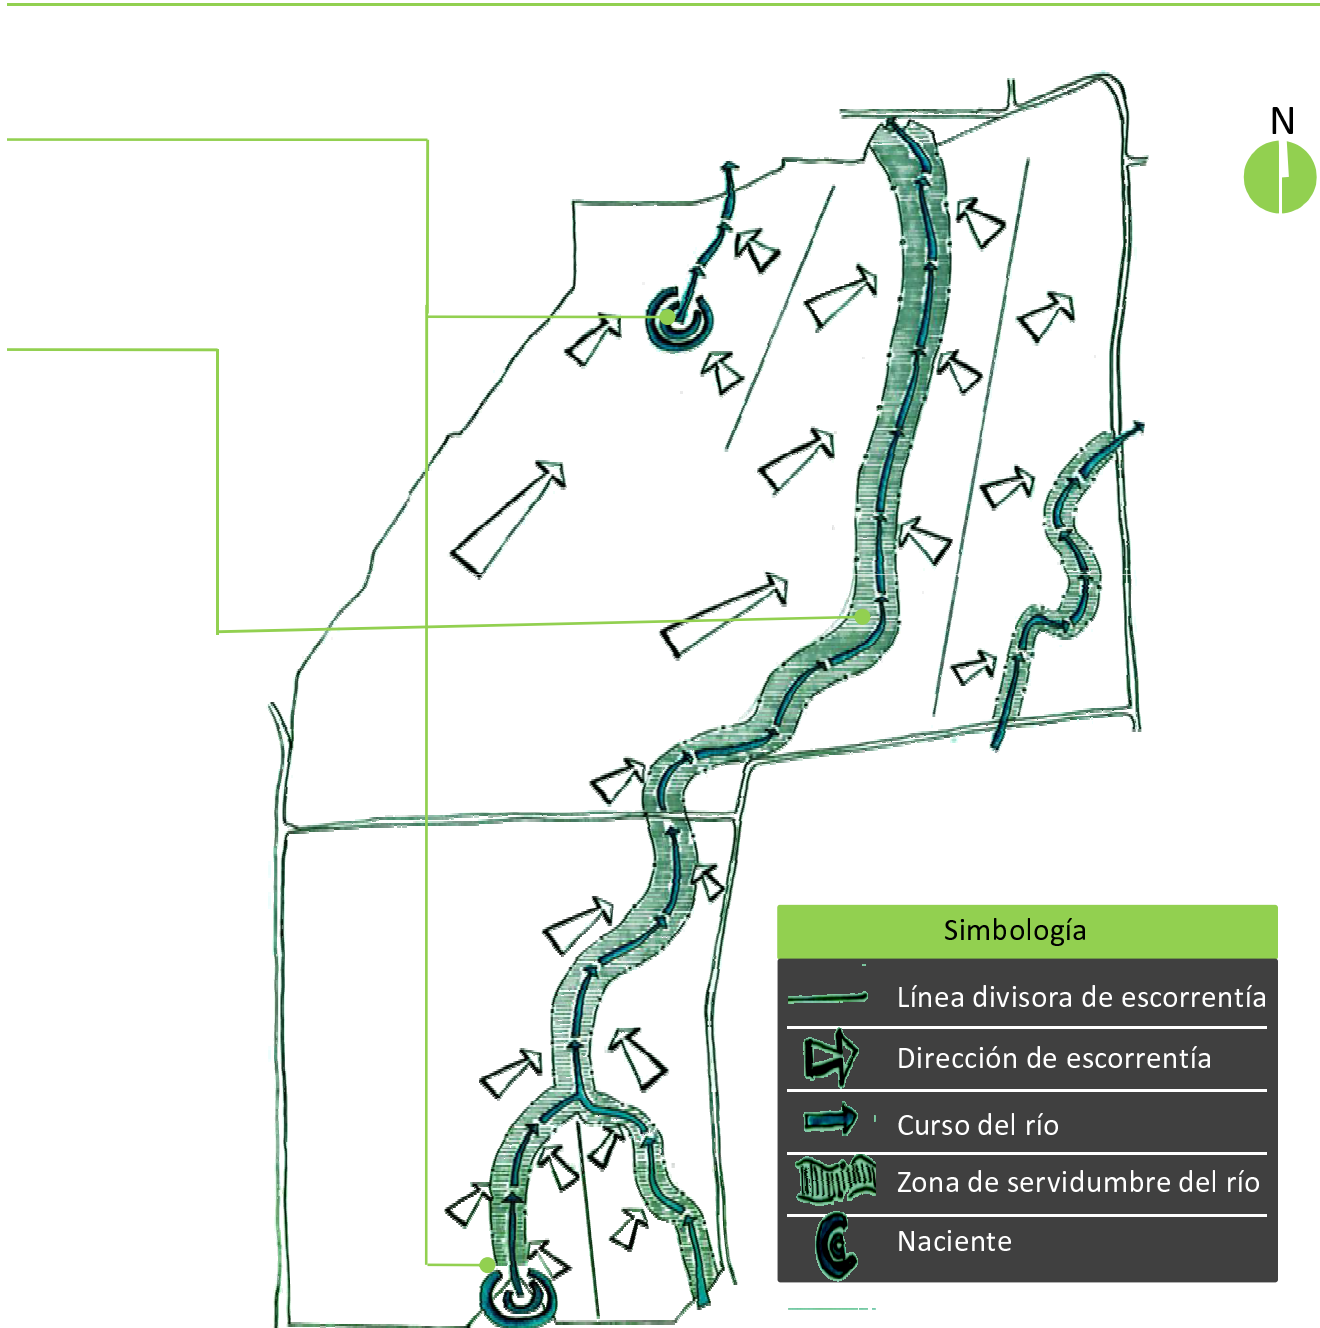 N
Simbología
Línea divisora de escorrentía
Dirección de escorrentía
Curso del río
Zona de servidumbre del río
Naciente